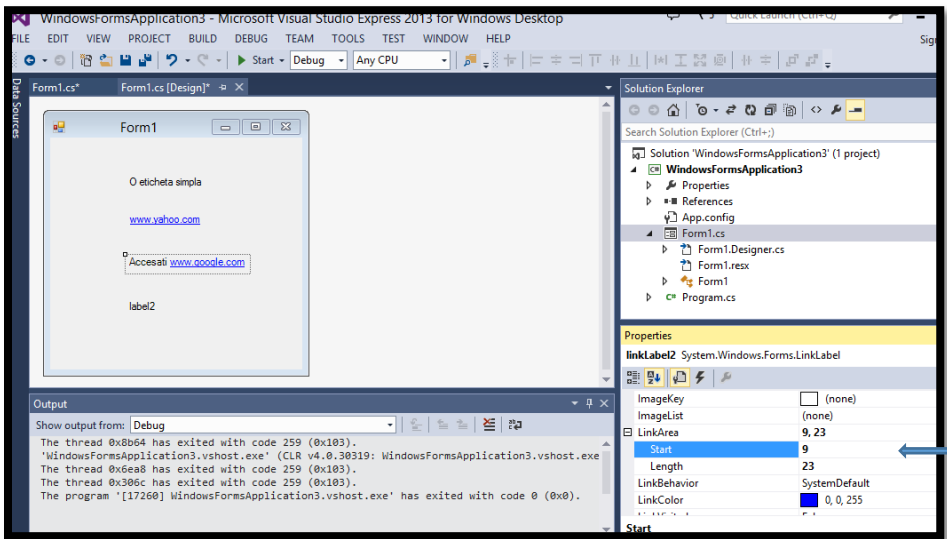 WindowsFormsApplication3 - Microsoft Visual Studio Express 2013 for Windows Desktop
Quick Launch (Ctrl+Q)
FILE EDIT VIEW PROJECT BUILD DEBUG TEAM TOOLS TEST WINDOW HELP
Start Debug Any CPU
Data Sources
Form1.cs* Form1.cs [Design]*
Form1
O eticheta simpla
www.yahoo.com
Accesati www.google.com
label2
Output
Show output from: Debug
The thread 0x8b64 has exited with code 259 (0x103).
'WindowsFormsApplication3.vshost.exe' (CLR v4.0.30319: WindowsFormsApplication3.vshost.exe
The thread 0x6ea8 has exited with code 259 (0x103).
The thread 0x306c has exited with code 259 (0x103).
The program '[17260] WindowsFormsApplication3.vshost.exe' has exited with code 0 (0x0).
Solution Explorer
Search Solution Explorer (Ctrl+;)
Solution 'WindowsFormsApplication3' (1 project)
C# WindowsFormsApplication3
Properties
References
App.config
Form1.cs
Form1.Designer.cs
Form1.resx
Form1
C# Program.cs
Properties
linkLabel2 System.Windows.Forms.LinkLabel
ImageKey (none)
ImageList (none)
LinkArea 9, 23
Start 9
Length 23
LinkBehavior SystemDefault
LinkColor 0, 0, 255
Start